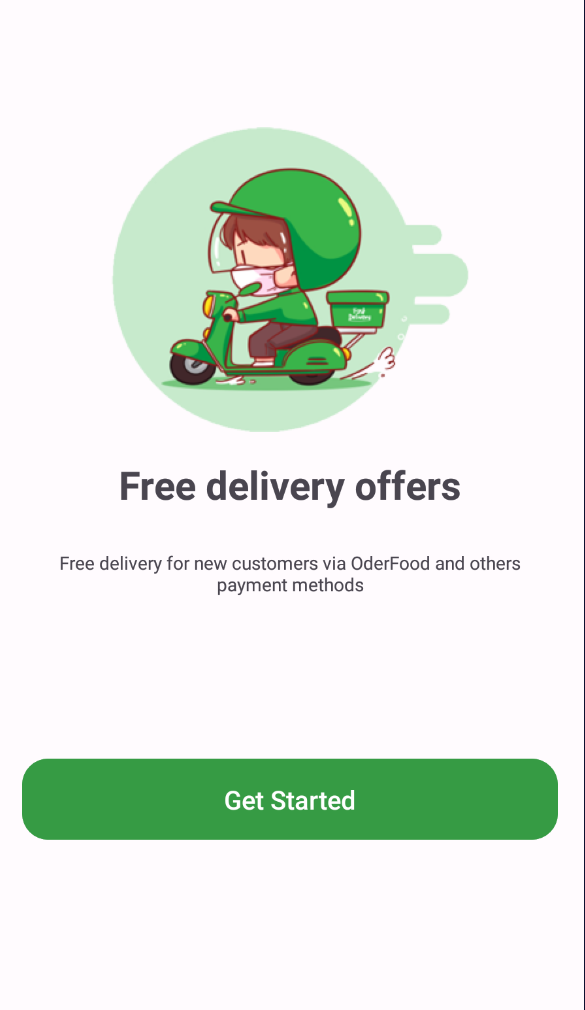 Food
Delivery
Free delivery offers
Free delivery for new customers via OderFood and others
payment methods
Get Started